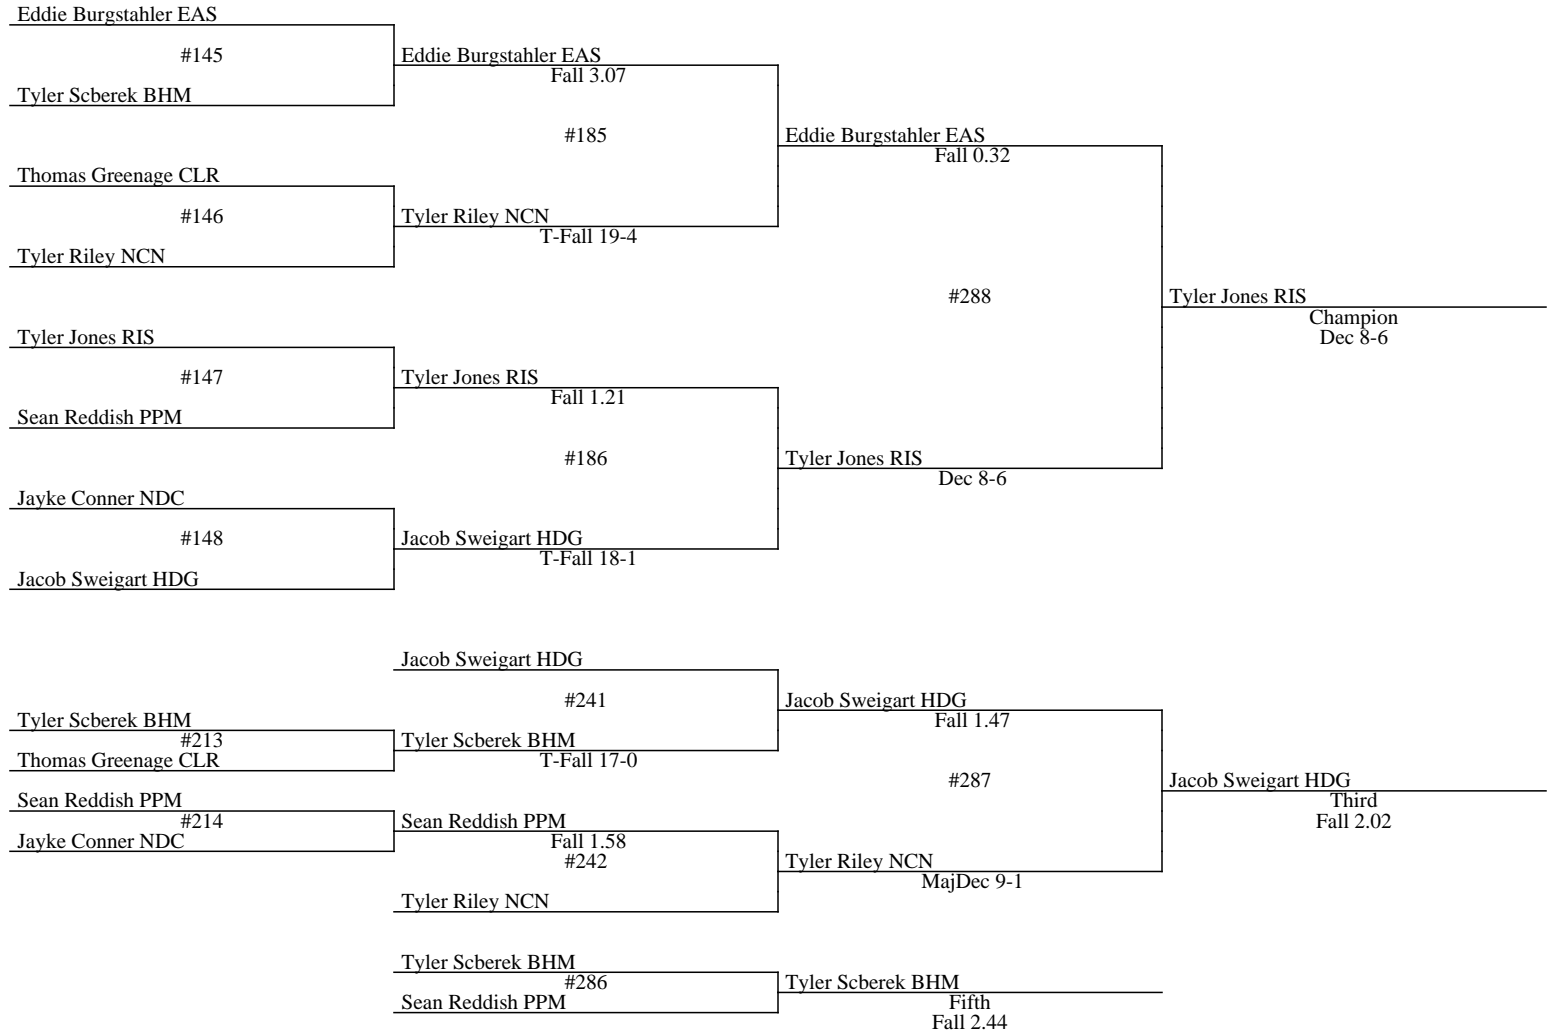 Eddie Burgstahler EAS
#145
Eddie Burgstahler EAS
Fall 3.07
Tyler Scberek BHM
#185
Eddie Burgstahler EAS
Fall 0.32
Thomas Greenage CLR
#146
Tyler Riley NCN
T-Fall 19-4
Tyler Riley NCN
#288
Tyler Jones RIS
Champion
Dec 8-6
Tyler Jones RIS
#147
Tyler Jones RIS
Fall 1.21
Sean Reddish PPM
#186
Tyler Jones RIS
Dec 8-6
Jayke Conner NDC
#148
Jacob Sweigart HDG
T-Fall 18-1
Jacob Sweigart HDG
Jacob Sweigart HDG
#241
Jacob Sweigart HDG
Fall 1.47
Tyler Scberek BHM
#213
Tyler Scberek BHM
T-Fall 17-0
Thomas Greenage CLR
#287
Jacob Sweigart HDG
Third
Fall 2.02
Sean Reddish PPM
#214
Sean Reddish PPM
Fall 1.58
Jayke Conner NDC
#242
Tyler Riley NCN
MajDec 9-1
Tyler Riley NCN
Tyler Scberek BHM
#286
Tyler Scberek BHM
Fifth
Fall 2.44
Sean Reddish PPM